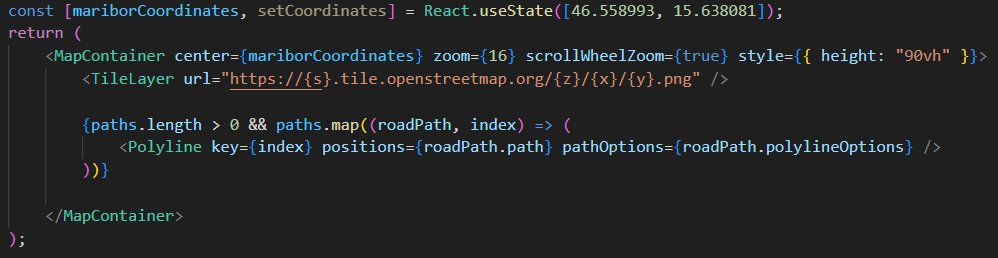 const [mariborCoordinates, setCoordinates] = React.useState([46.558993, 15.638081]);
return (
    <MapContainer center={mariborCoordinates} zoom={16} scrollWheelZoom={true} style={{ height: "90vh" }}>
        <TileLayer url="https://{s}.tile.openstreetmap.org/{z}/{x}/{y}.png" />
        {paths.length > 0 && paths.map((roadPath, index) => (
            <Polyline key={index} positions={roadPath.path} pathOptions={roadPath.polylineOptions} />
        ))}
    </MapContainer>
);